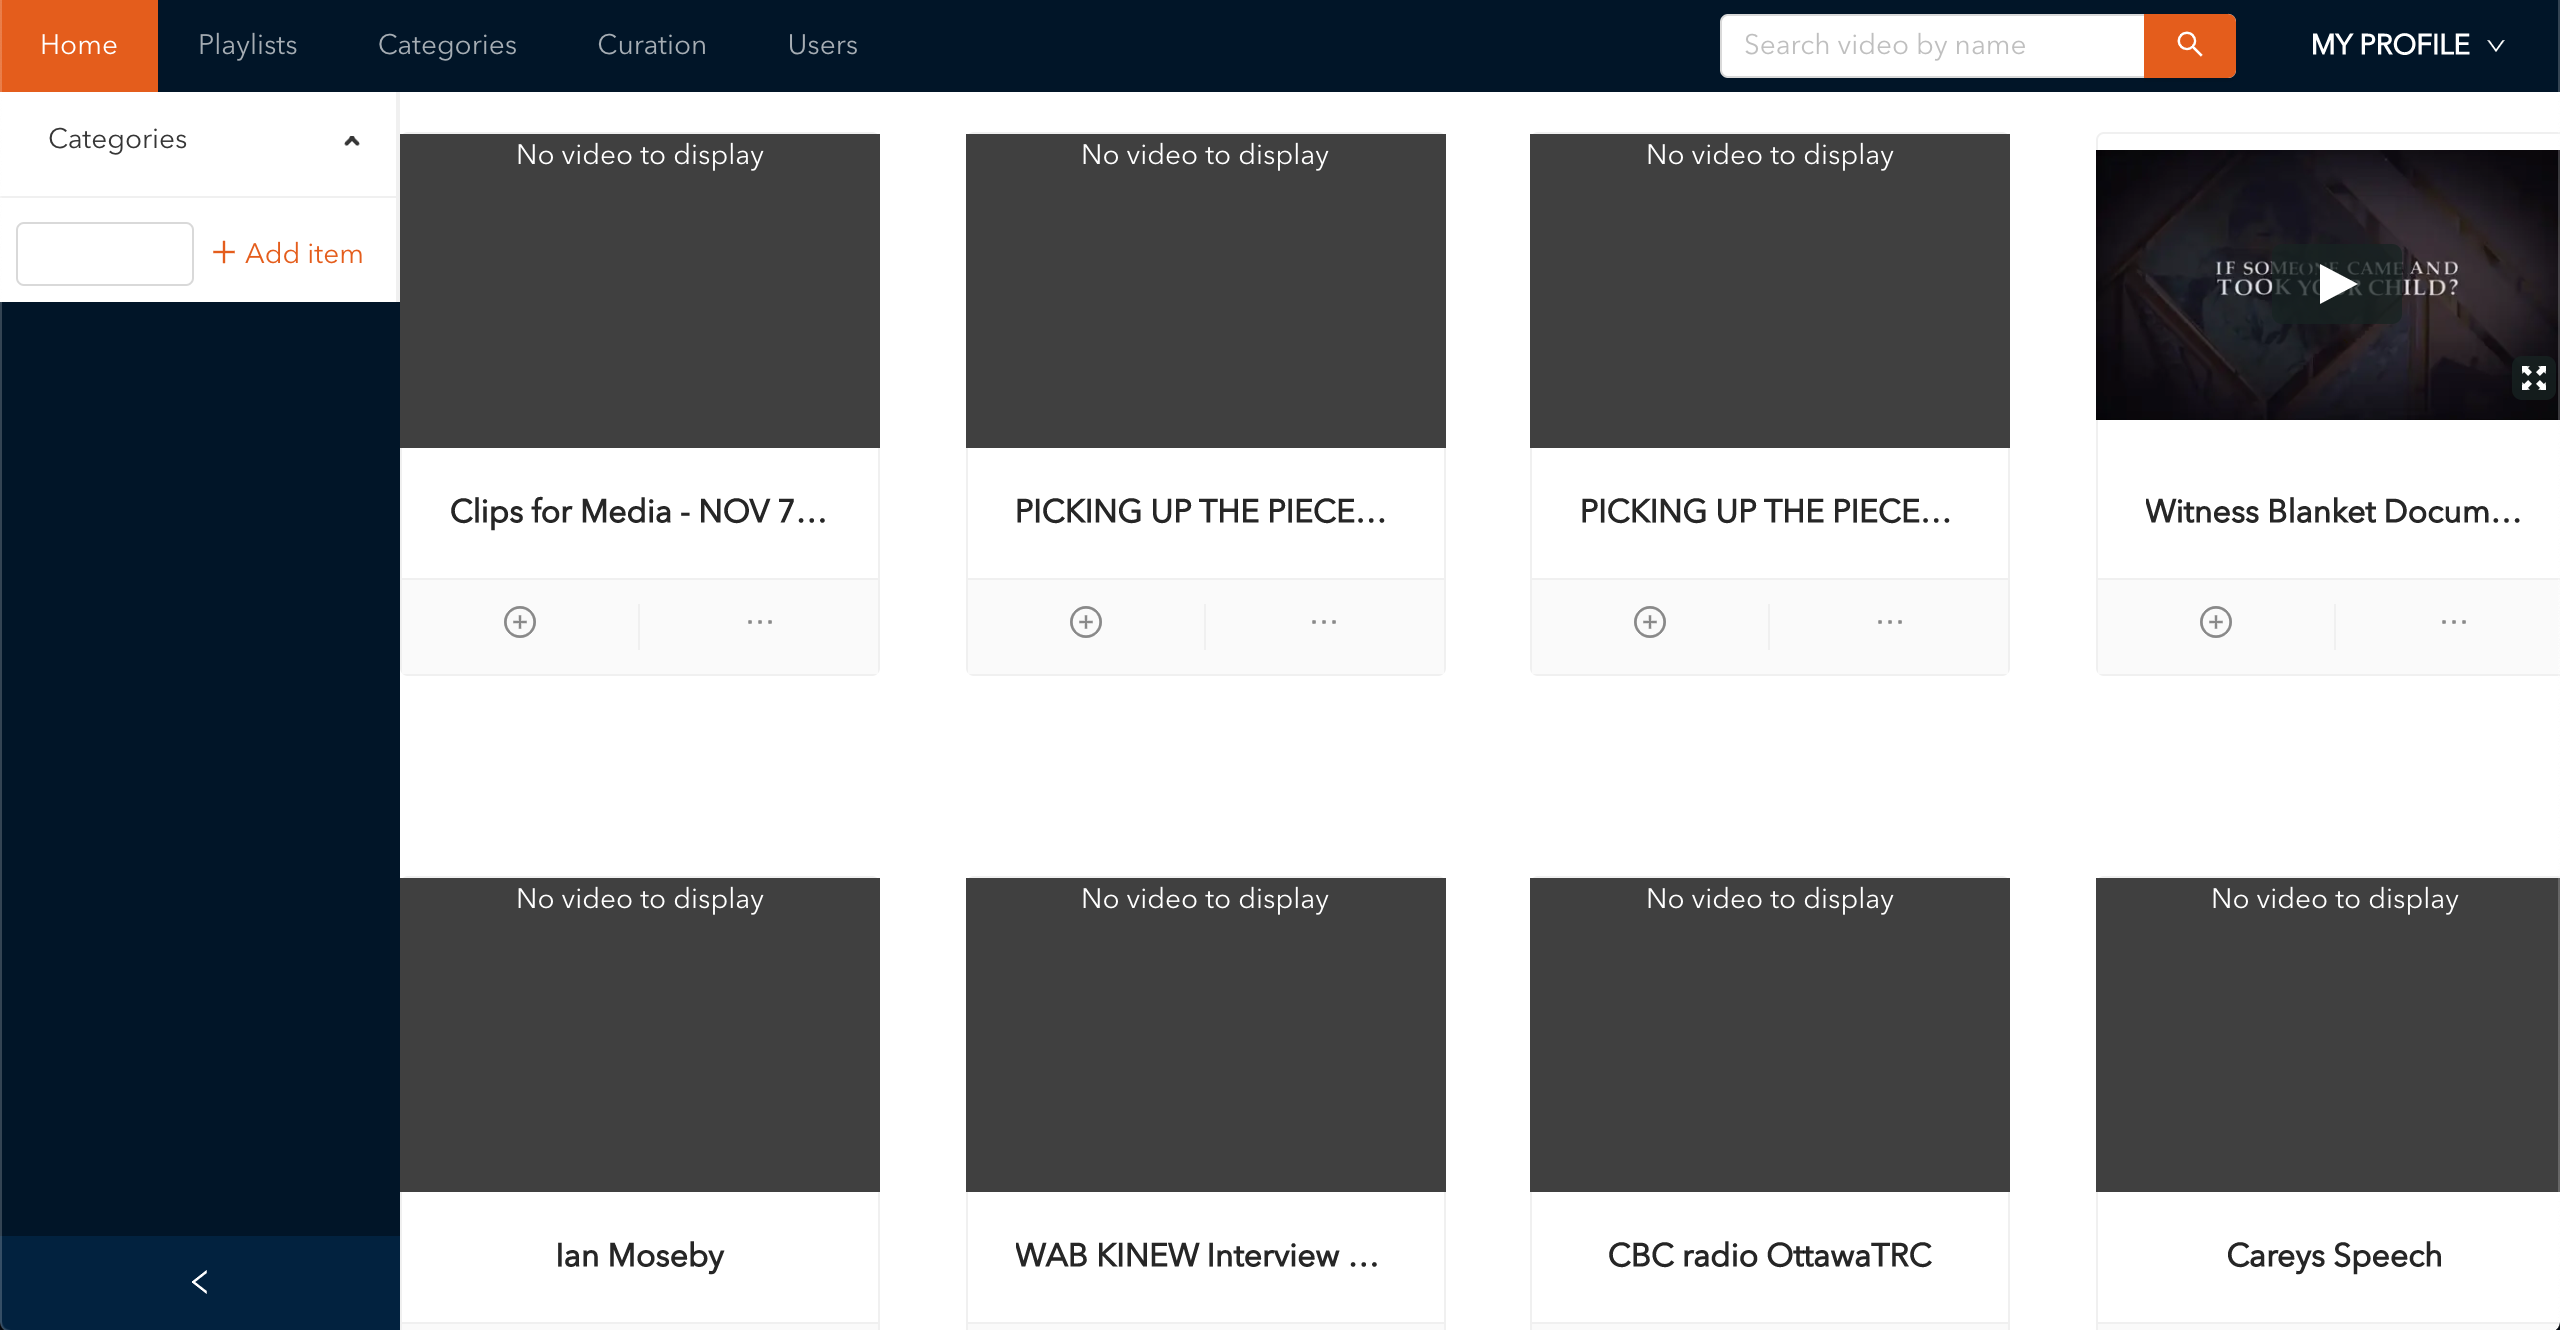 Home Playlists Categories Curation Users Search video by name MY PROFILE
Categories
+ Add item
No video to display No video to display No video to display
IF SOMEONE CAME AND
TOOK YOUR CHILD?
Clips for Media - NOV 7... PICKING UP THE PIECE... PICKING UP THE PIECE... Witness Blanket Docum...
No video to display No video to display No video to display No video to display
Ian Moseby WAB KINEW Interview ... CBC radio OttawaTRC Careys Speech